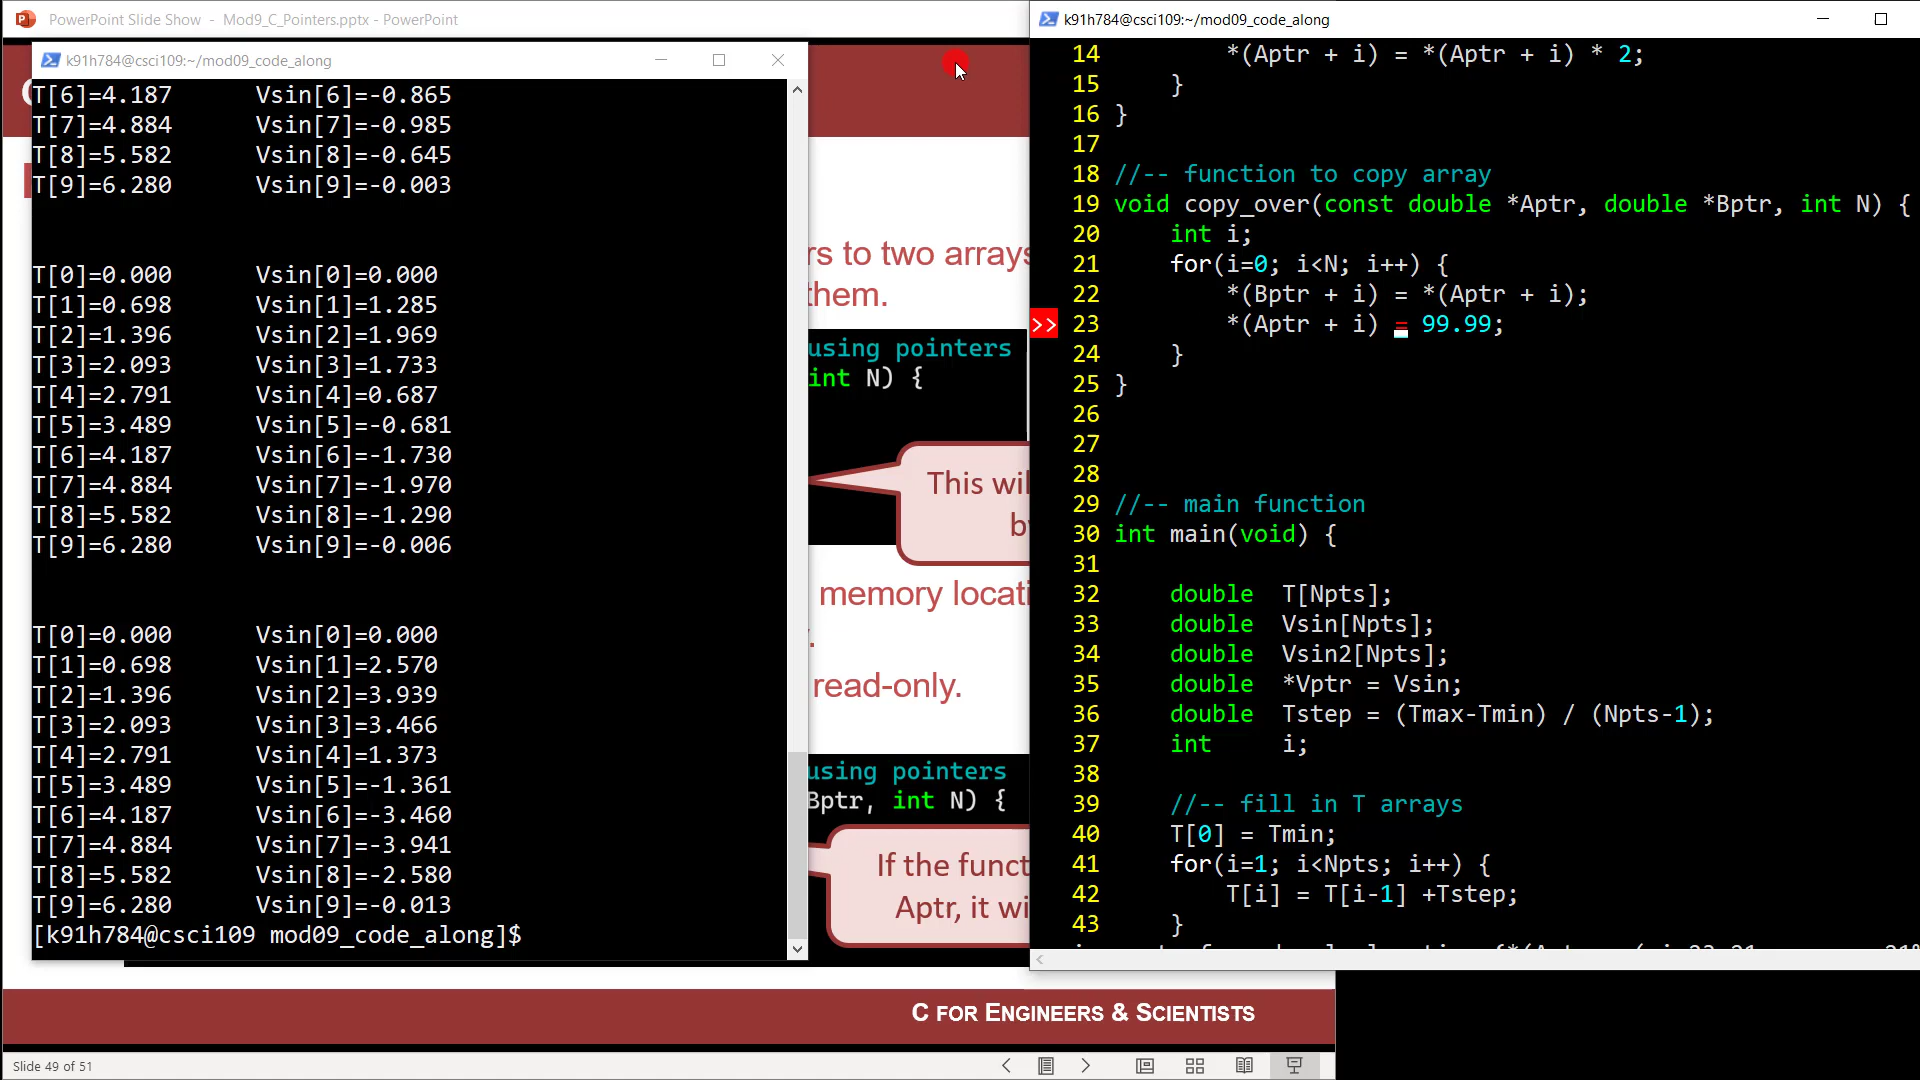 PowerPoint Slide Show - Mod9_C_Pointers.pptx - PowerPoint
k91h784@csci109:~/mod09_code_along
T[6]=4.187 Vsin[6]=-0.865
T[7]=4.884 Vsin[7]=-0.985
T[8]=5.582 Vsin[8]=-0.645
T[9]=6.280 Vsin[9]=-0.003
T[0]=0.000 Vsin[0]=0.000
T[1]=0.698 Vsin[1]=1.285
T[2]=1.396 Vsin[2]=1.969
T[3]=2.093 Vsin[3]=1.733
T[4]=2.791 Vsin[4]=0.687
T[5]=3.489 Vsin[5]=-0.681
T[6]=4.187 Vsin[6]=-1.730
T[7]=4.884 Vsin[7]=-1.970
T[8]=5.582 Vsin[8]=-1.290
T[9]=6.280 Vsin[9]=-0.006
T[0]=0.000 Vsin[0]=0.000
T[1]=0.698 Vsin[1]=2.570
T[2]=1.396 Vsin[2]=3.939
T[3]=2.093 Vsin[3]=3.466
T[4]=2.791 Vsin[4]=1.373
T[5]=3.489 Vsin[5]=-1.361
T[6]=4.187 Vsin[6]=-3.460
T[7]=4.884 Vsin[7]=-3.941
T[8]=5.582 Vsin[8]=-2.580
T[9]=6.280 Vsin[9]=-0.013
[k91h784@csci109 mod09_code_along]$
rs to two arrays
them.
using pointers
int N) {
This wil
memory locati
read-only.
using pointers
Bptr, int N) {
If the funct
Aptr, it wi
k91h784@csci109:~/mod09_code_along
14 *(Aptr + i) = *(Aptr + i) * 2;
15 }
16 }
17
18 //-- function to copy array
19 void copy_over(const double *Aptr, double *Bptr, int N) {
20 int i;
21 for(i=0; i<N; i++) {
22 *(Bptr + i) = *(Aptr + i);
>> 23 *(Aptr + i) = 99.99;
24 }
25 }
26
27
28
29 //-- main function
30 int main(void) {
31
32 double T[Npts];
33 double Vsin[Npts];
34 double Vsin2[Npts];
35 double *Vptr = Vsin;
36 double Tstep = (Tmax-Tmin) / (Npts-1);
37 int i;
38
39 //-- fill in T arrays
40 T[0] = Tmin;
41 for(i=1; i<Npts; i++) {
42 T[i] = T[i-1] +Tstep;
43 }
C FOR ENGINEERS & SCIENTISTS
Slide 49 of 51